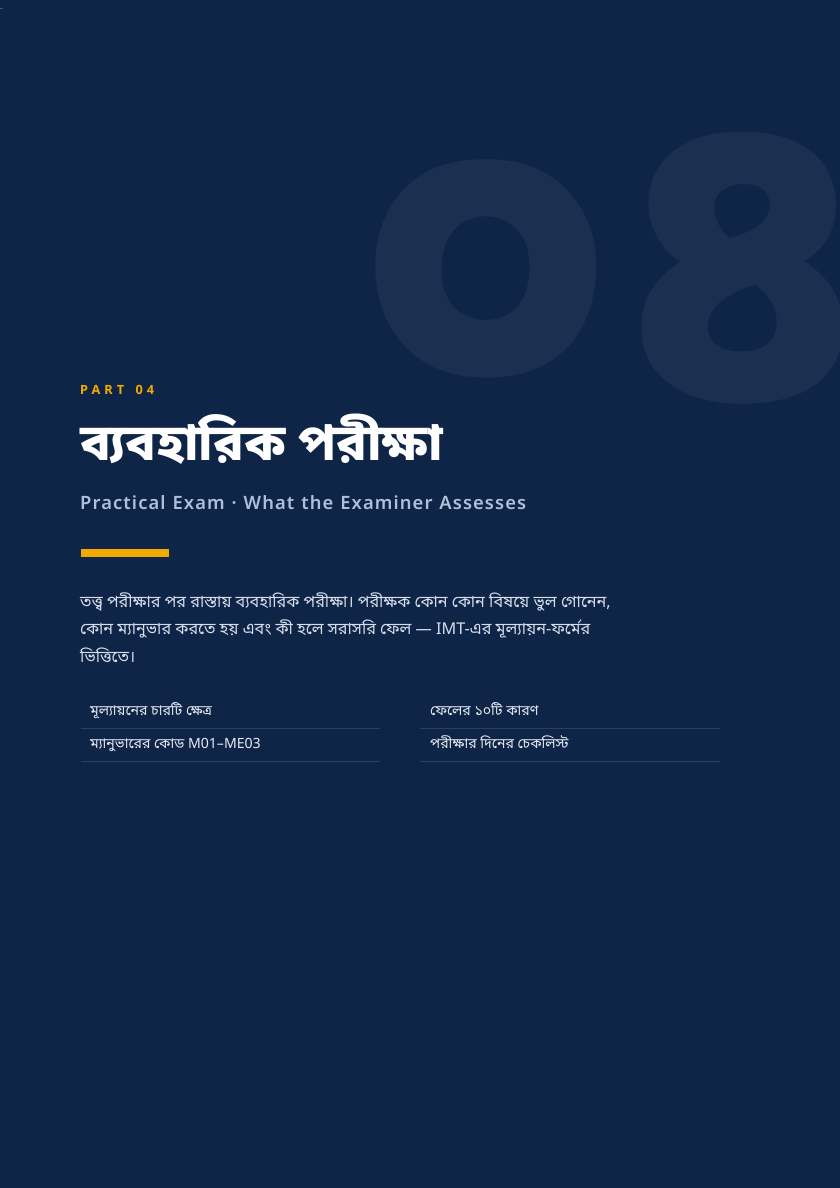 08
PART 04
ব্যবহারিক পরীক্ষা
Practical Exam · What the Examiner Assesses
তত্ত্ব পরীক্ষার পর রাস্তায় ব্যবহারিক পরীক্ষা। পরীক্ষক কোন কোন বিষয়ে ভুল গোনেন,
কোন ম্যানুভার করতে হয় এবং কী হলে সরাসরি ফেল — IMT-এর মূল্যায়ন-ফর্মের
ভিত্তিতে।
মূল্যায়নের চারটি ক্ষেত্র
ফেলের ১০টি কারণ
ম্যানুভারের কোড M01–ME03
পরীক্ষার দিনের চেকলিস্ট